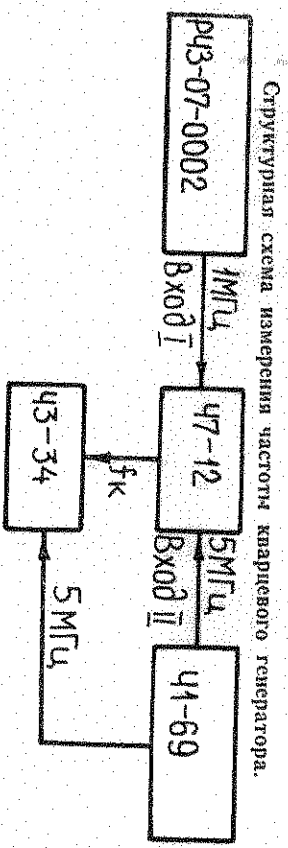 Структурная схема измерения частоты кварцевого генератора.
РЧЗ-07-0002
1МГц
Вход I
Ч7-12
5МГц
Вход II
Ч1-69
fк
Ч3-34
5МГц